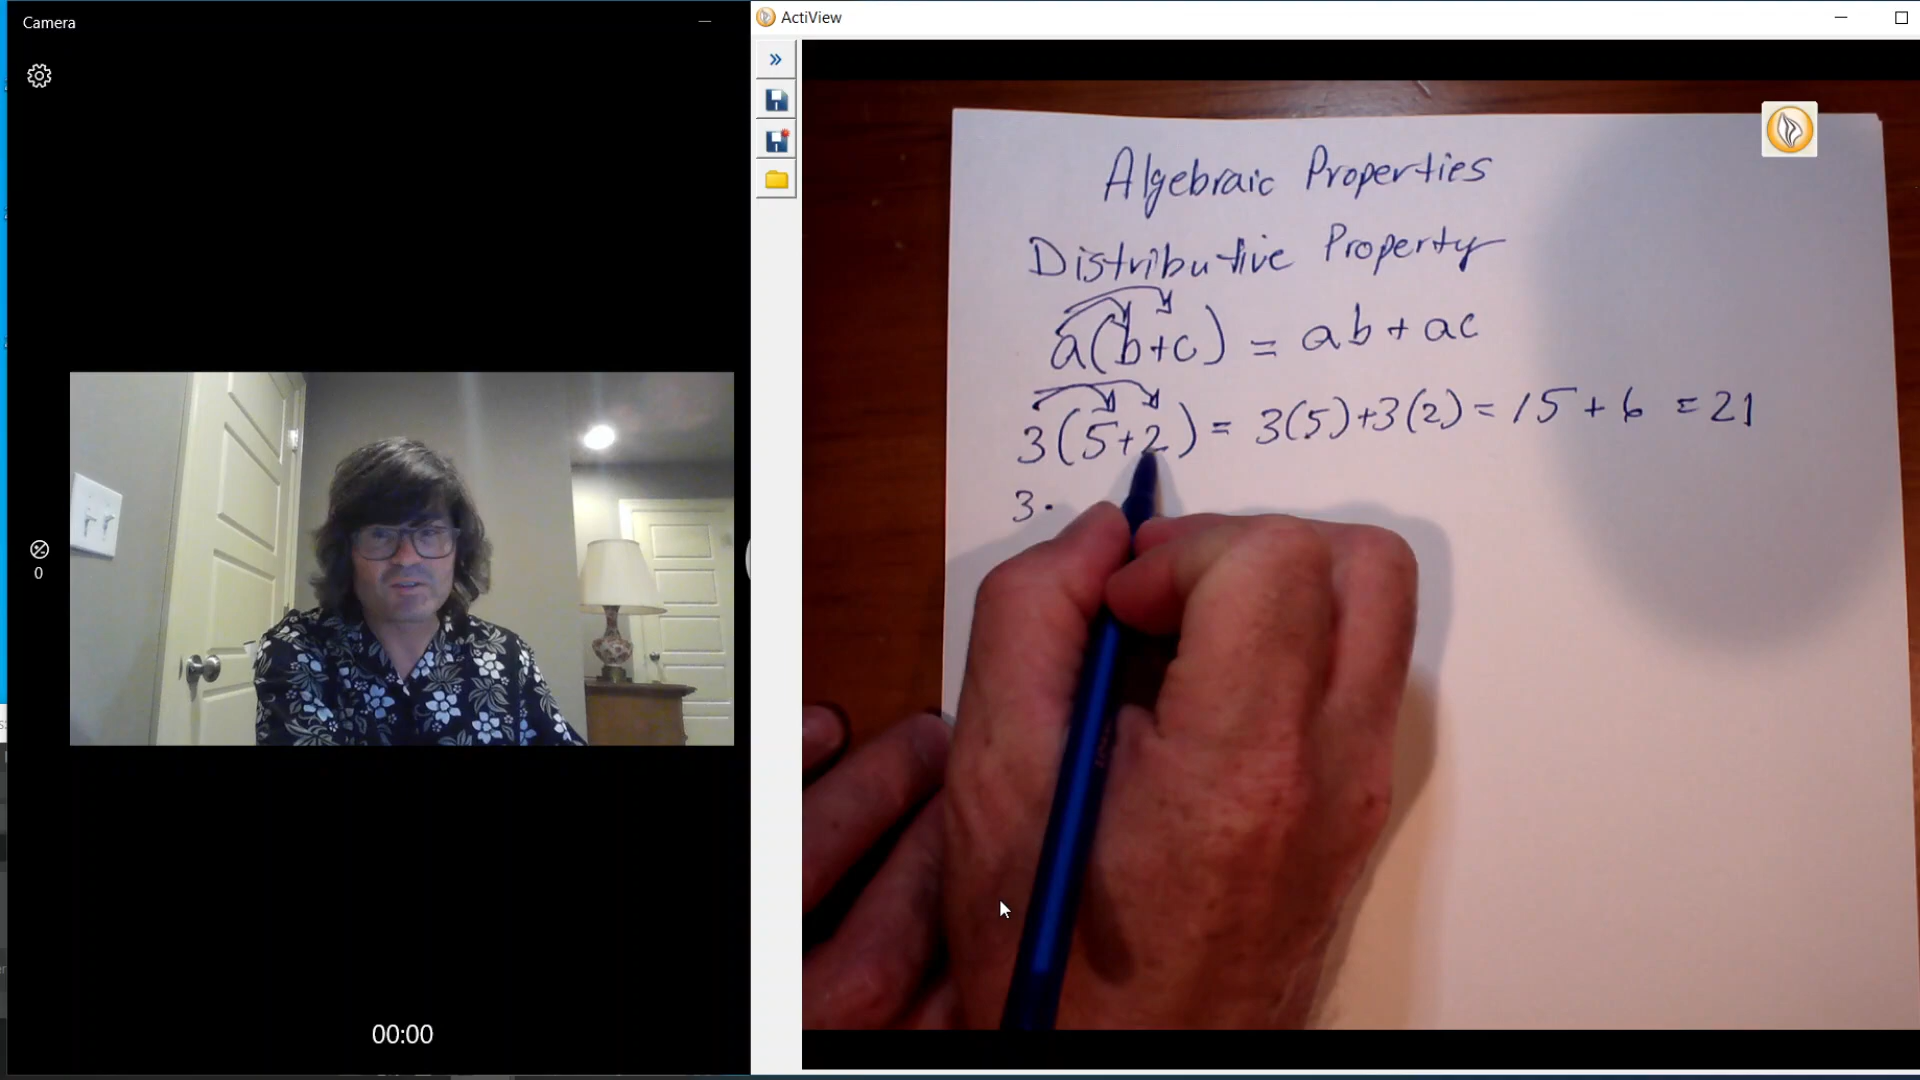 Camera
ActiView
0
00:00
Algebraic Properties
Distributive Property
a(b+c) = ab + ac
3(5+2) = 3(5)+3(2) = 15 + 6 = 21
3·